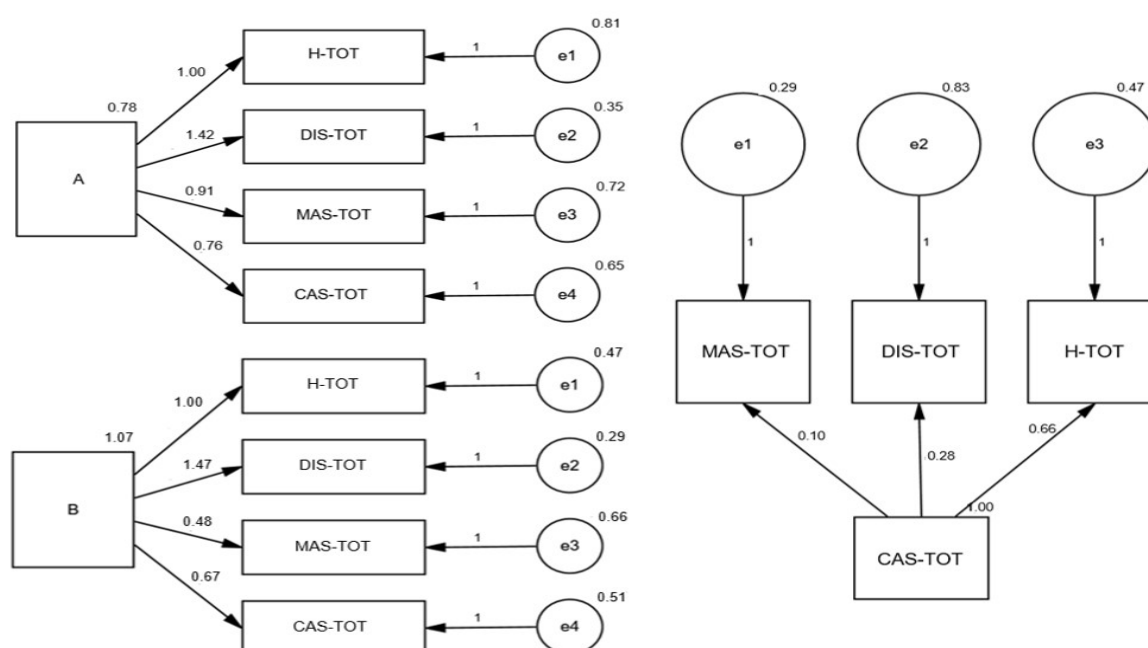 0.81
H-TOT
1
e1
1.00
0.78
0.35
A
1.42
DIS-TOT
1
e2
0.91
0.72
MAS-TOT
1
e3
0.76
0.65
CAS-TOT
1
e4
0.47
H-TOT
1
e1
1.00
1.07
0.29
B
1.47
DIS-TOT
1
e2
0.48
0.66
MAS-TOT
1
e3
0.67
0.51
CAS-TOT
1
e4
0.29
0.83
0.47
e1
e2
e3
1
1
1
MAS-TOT
DIS-TOT
H-TOT
0.10
0.28
0.66
1.00
CAS-TOT